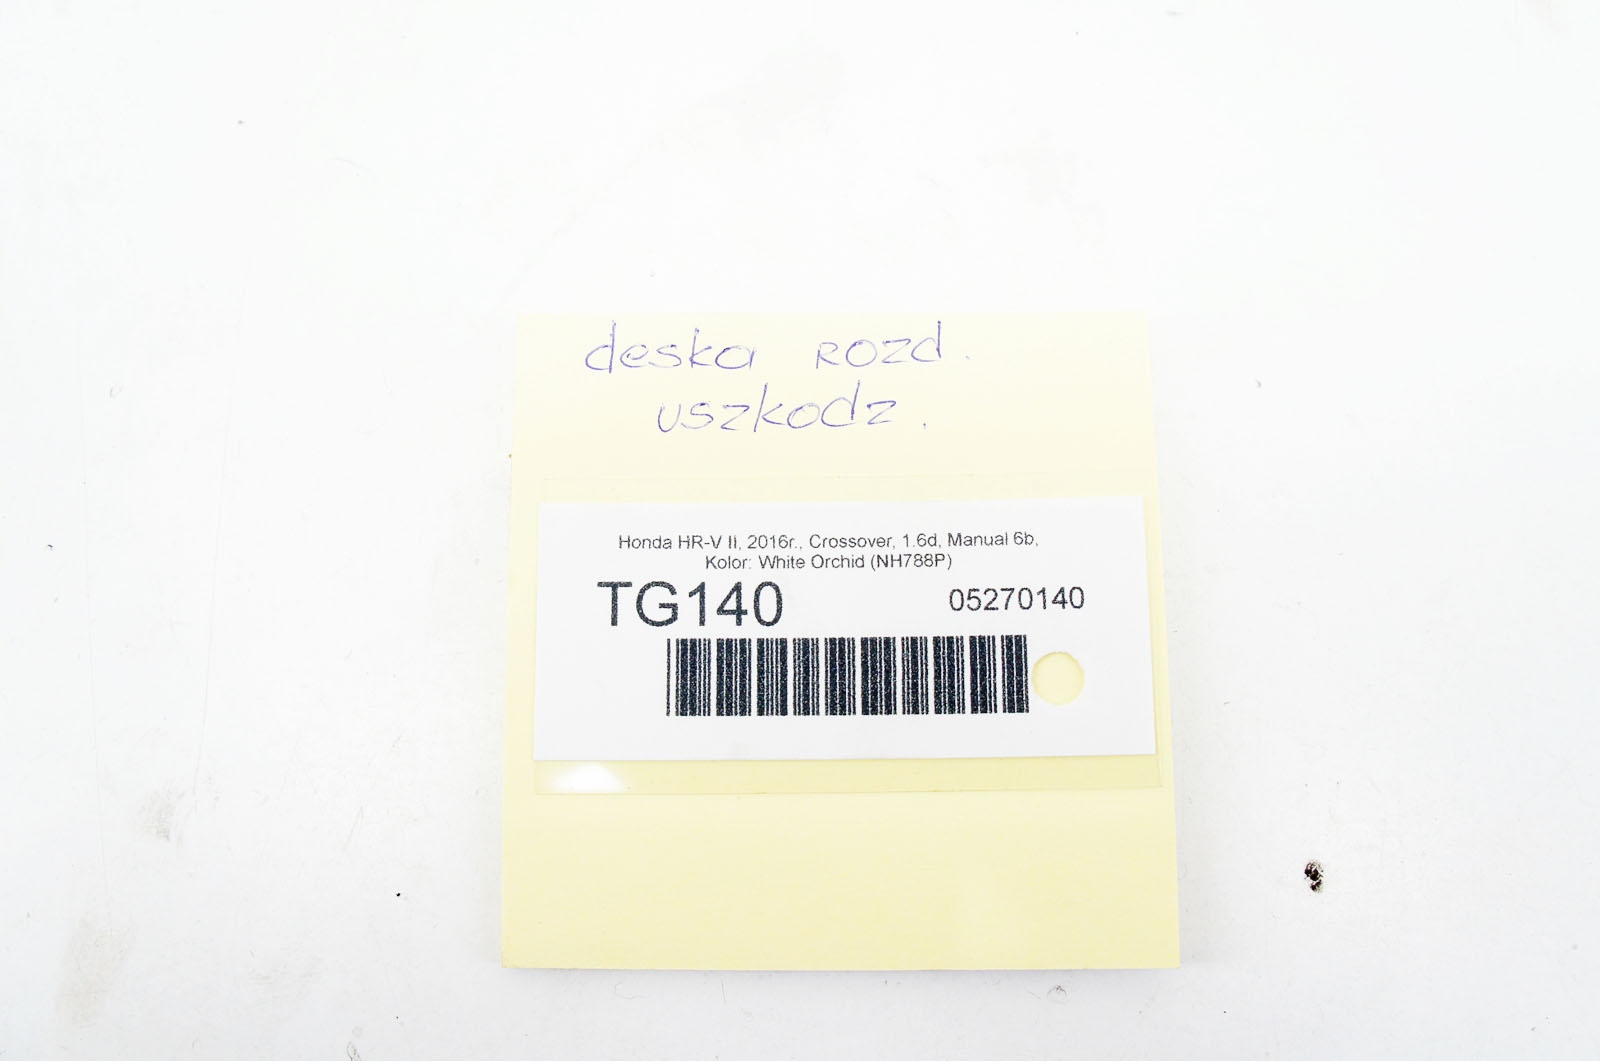 deska ROZD.
uszkodz.
Honda HR-V II, 2016r., Crossover, 1.6d, Manual 6b,
Kolor: White Orchid (NH788P)
TG140 05270140